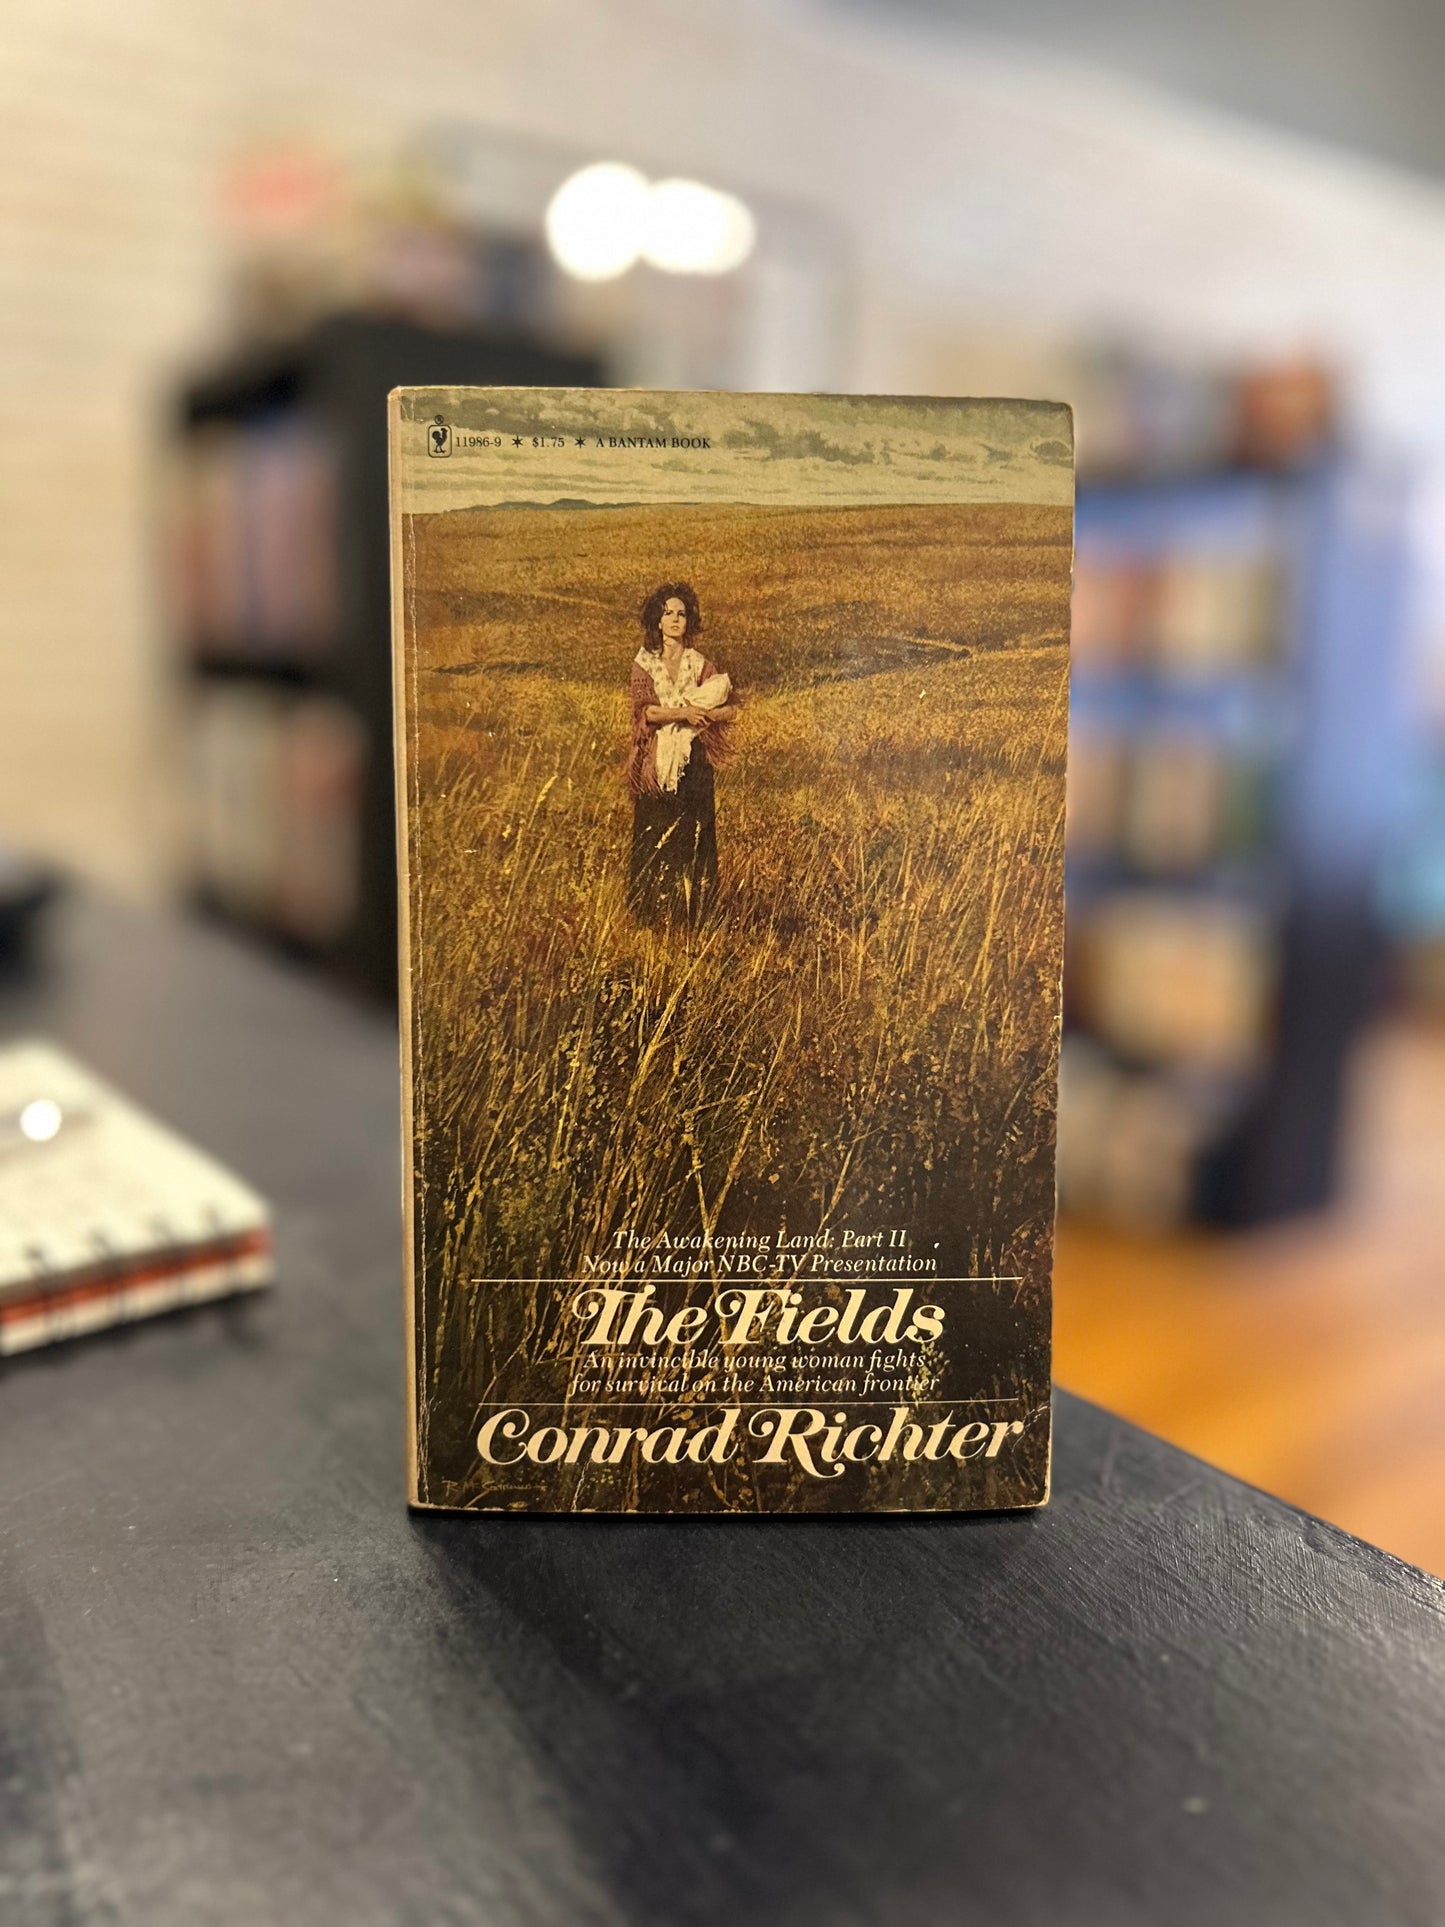 ®
11986-9 ✶ $1.75 ✶ A BANTAM BOOK
The Awakening Land: Part II
Now a Major NBC-TV Presentation
The Fields
An invincible young woman fights
for survival on the American frontier
Conrad Richter